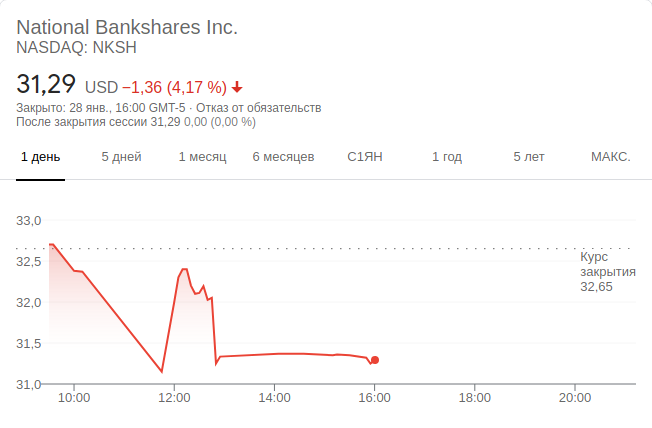 National Bankshares Inc.
NASDAQ: NKSH
31,29 USD −1,36 (4,17 %)
Закрыто: 28 янв., 16:00 GMT-5 · Отказ от обязательств
После закрытия сессии 31,29 0,00 (0,00 %)
1 день 5 дней 1 месяц 6 месяцев С1ЯН 1 год 5 лет МАКС.
33,0
32,5
32,0
31,5
31,0
Курс
закрытия
32,65
10:00 12:00 14:00 16:00 18:00 20:00